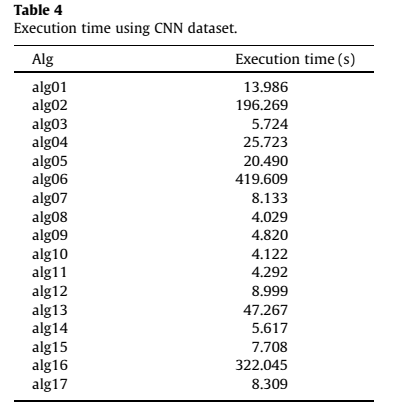 Table 4
Execution time using CNN dataset.
Alg Execution time (s)
alg01 13.986
alg02 196.269
alg03 5.724
alg04 25.723
alg05 20.490
alg06 419.609
alg07 8.133
alg08 4.029
alg09 4.820
alg10 4.122
alg11 4.292
alg12 8.999
alg13 47.267
alg14 5.617
alg15 7.708
alg16 322.045
alg17 8.309